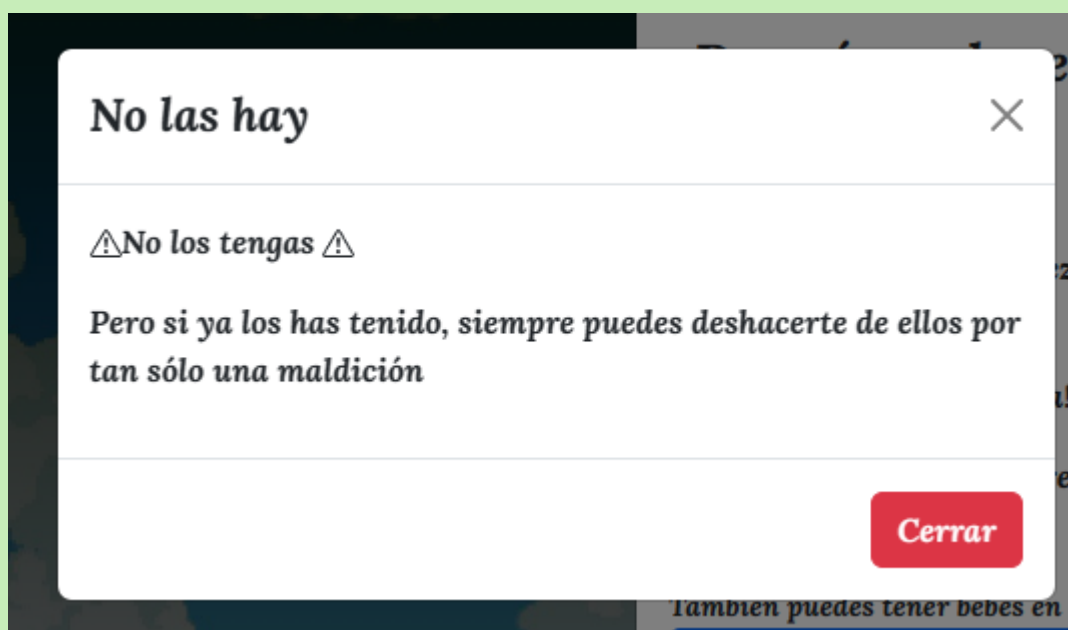 No las hay
⚠No los tengas ⚠
Pero si ya los has tenido, siempre puedes deshacerte de ellos por
tan sólo una maldición
Cerrar
También puedes tener bebés en